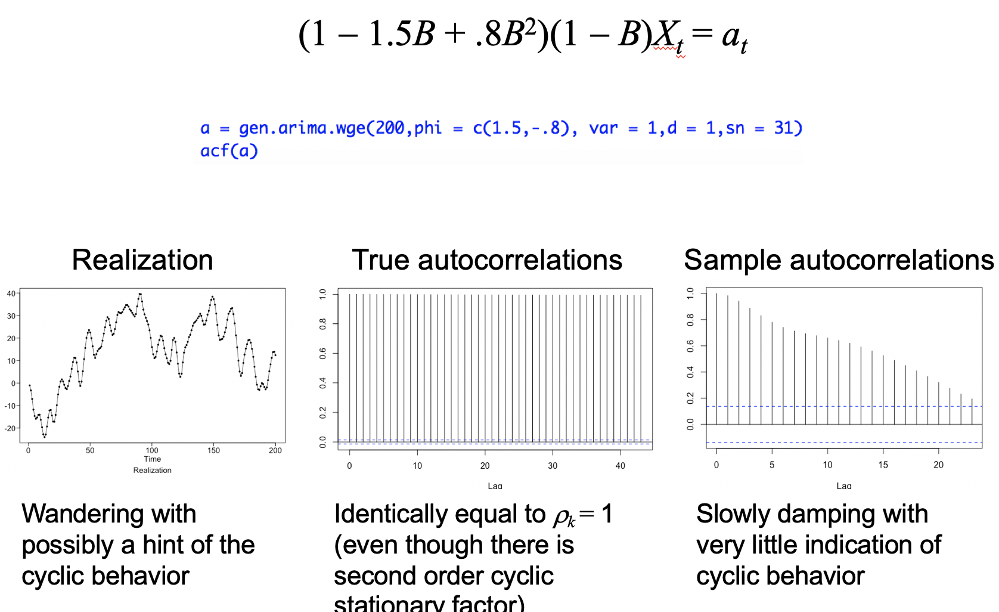 (1 – 1.5B + .8B²)(1 – B)Xₜ = aₜ
a = gen.arima.wge(200,phi = c(1.5,-.8), var = 1,d = 1,sn = 31)
acf(a)
Realization
40
30
20
10
0
-10
-20
0 50 100 150 200
Time
Realization
Wandering with
possibly a hint of the
cyclic behavior
True autocorrelations
1.0
0.8
0.6
0.4
0.2
0.0
0 10 20 30 40
Lag
Identically equal to ρₖ = 1
(even though there is
second order cyclic
stationary factor)
Sample autocorrelations
1.0
0.8
0.6
0.4
0.2
0.0
0 5 10 15 20
Lag
Slowly damping with
very little indication of
cyclic behavior